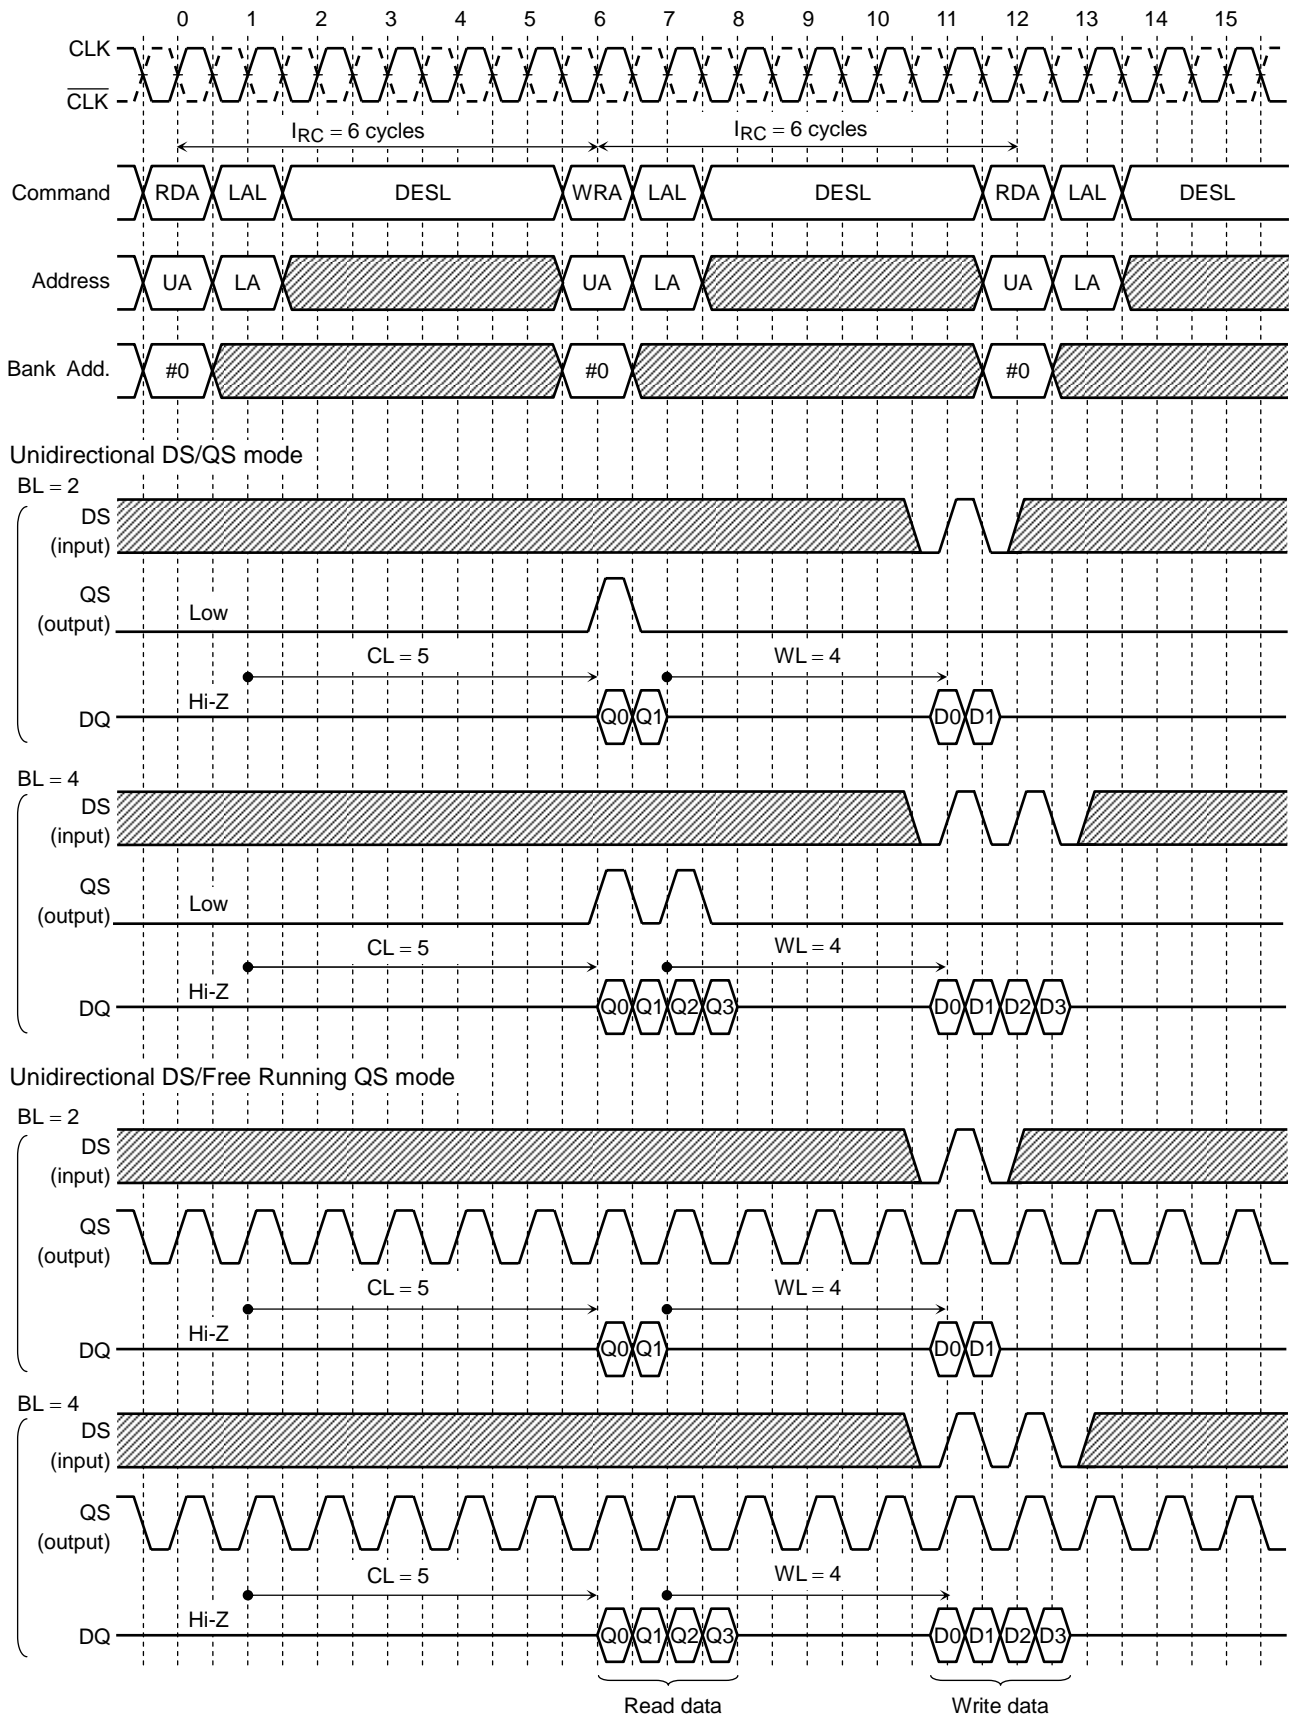 0 1 2 3 4 5 6 7 8 9 10 11 12 13 14 15
CLK
CLK
IRC = 6 cycles IRC = 6 cycles
Command RDA LAL DESL WRA LAL DESL RDA LAL DESL
Address UA LA UA LA UA LA
Bank Add. #0 #0 #0
Unidirectional DS/QS mode
BL = 2
DS
(input)
QS
(output) Low
CL = 5 WL = 4
DQ Hi-Z Q0 Q1 D0 D1
BL = 4
DS
(input)
QS
(output) Low
CL = 5 WL = 4
DQ Hi-Z Q0 Q1 Q2 Q3 D0 D1 D2 D3
Unidirectional DS/Free Running QS mode
BL = 2
DS
(input)
QS
(output)
CL = 5 WL = 4
DQ Hi-Z Q0 Q1 D0 D1
BL = 4
DS
(input)
QS
(output)
CL = 5 WL = 4
DQ Hi-Z Q0 Q1 Q2 Q3 D0 D1 D2 D3
Read data Write data